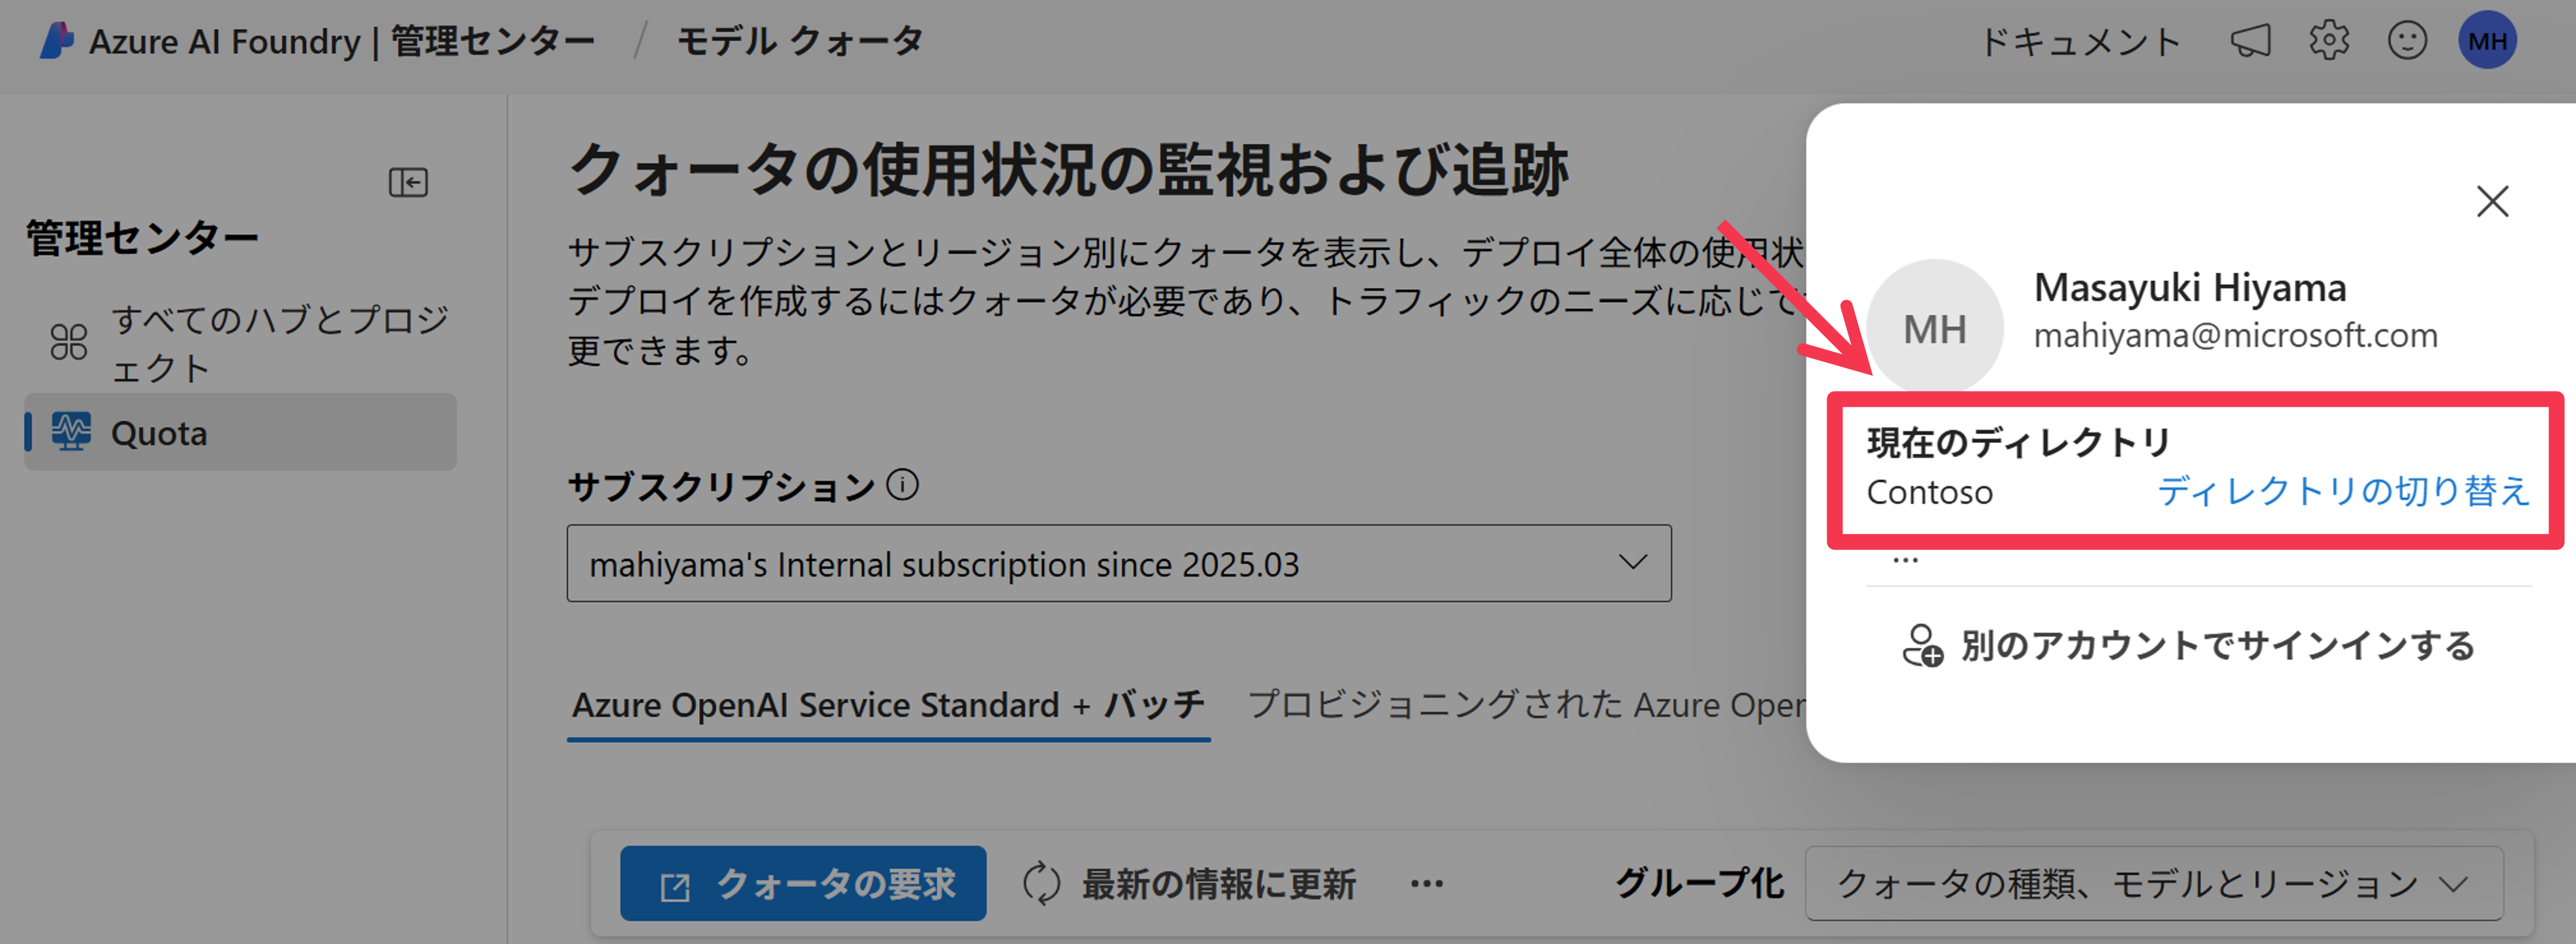 Azure AI Foundry | 管理センター / モデル クォータ
ドキュメント
MH
管理センター
すべてのハブとプロジ
ェクト
Quota
クォータの使用状況の監視および追跡
サブスクリプションとリージョン別にクォータを表示し、デプロイ全体の使用状
デプロイを作成するにはクォータが必要であり、トラフィックのニーズに応じて
更できます。
サブスクリプション
mahiyama's Internal subscription since 2025.03
Azure OpenAI Service Standard + バッチ
プロビジョニングされた Azure Open
クォータの要求
最新の情報に更新
…
グループ化
クォータの種類、モデルとリージョン
MH
Masayuki Hiyama
mahiyama@microsoft.com
現在のディレクトリ
Contoso
ディレクトリの切り替え
…
別のアカウントでサインインする